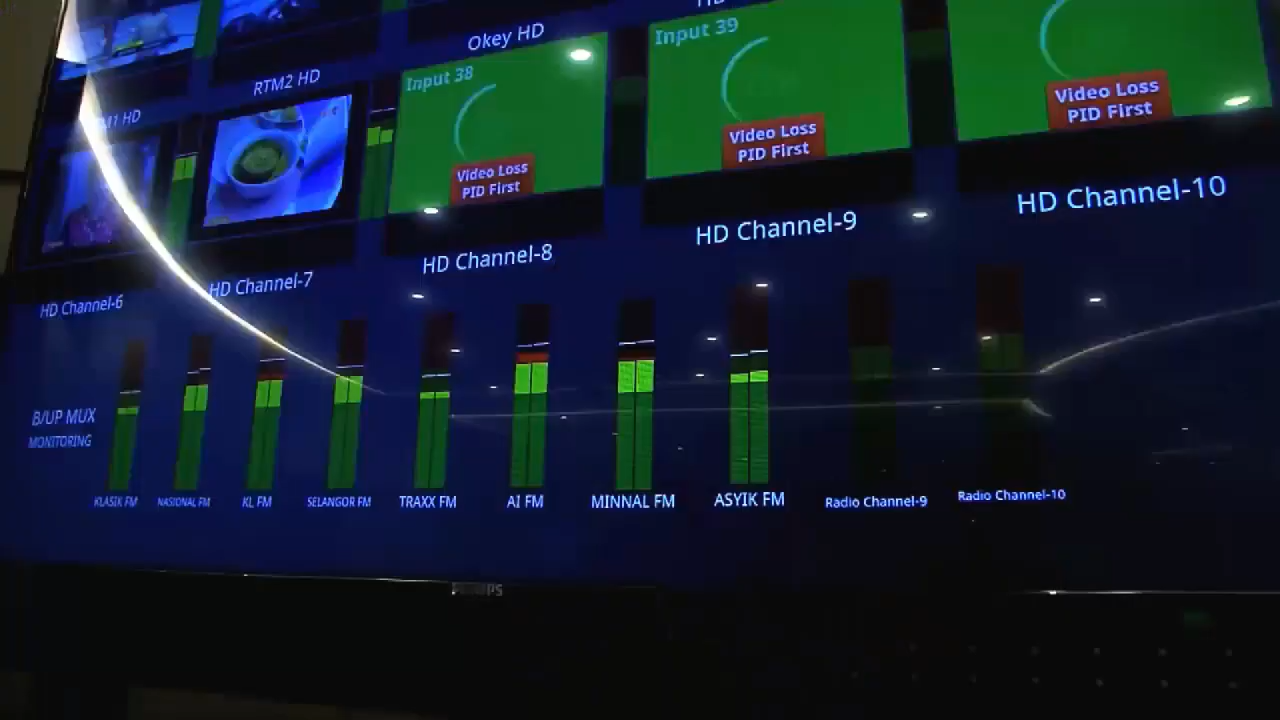 HD
Okey HD
Input 39
RTM2 HD
Input 38
Video Loss
PID First
Video Loss
PID First
Video Loss
PID First
HD Channel-6
HD Channel-7
HD Channel-8
HD Channel-9
HD Channel-10
B/UP MUX
MONITORING
KLASIK FM
NASIONAL FM
KL FM
SELANGOR FM
TRAXX FM
AI FM
MINNAL FM
ASYIK FM
Radio Channel-9
Radio Channel-10